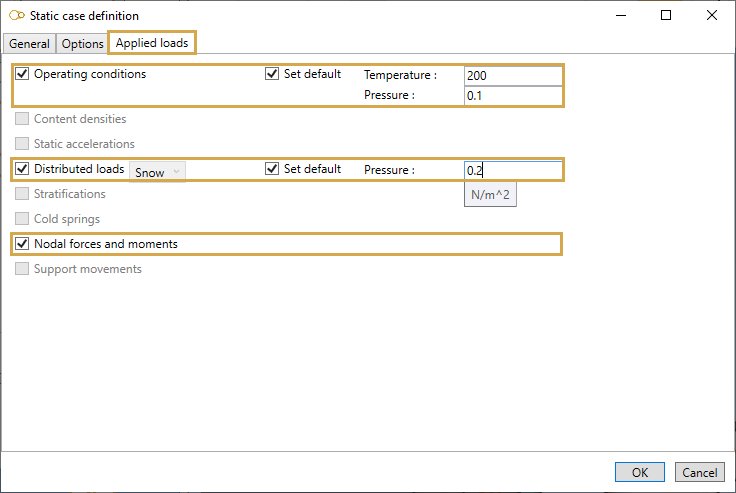 Static case definition
General Options Applied loads
Operating conditions Set default Temperature : 200
Pressure : 0.1
Content densities
Static accelerations
Distributed loads Snow Set default Pressure : 0.2
Stratifications N/m^2
Cold springs
Nodal forces and moments
Support movements
OK Cancel